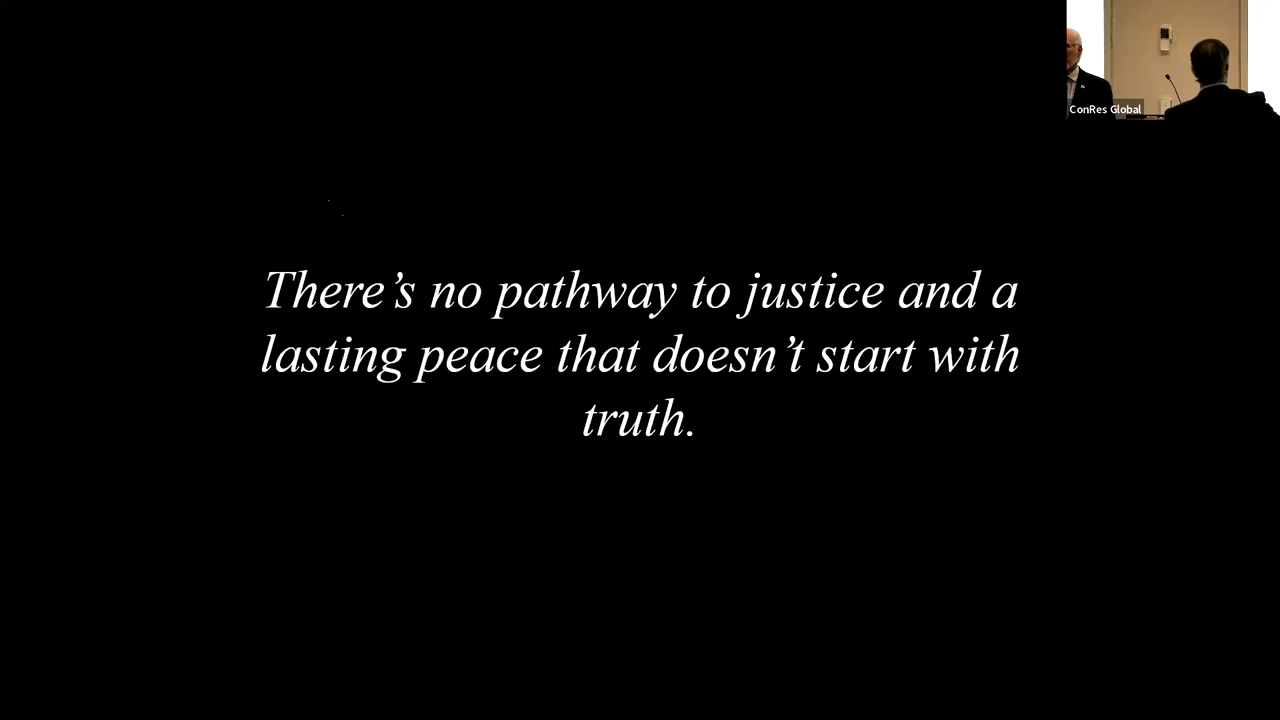 ConRes Global
There’s no pathway to justice and a
lasting peace that doesn’t start with
truth.